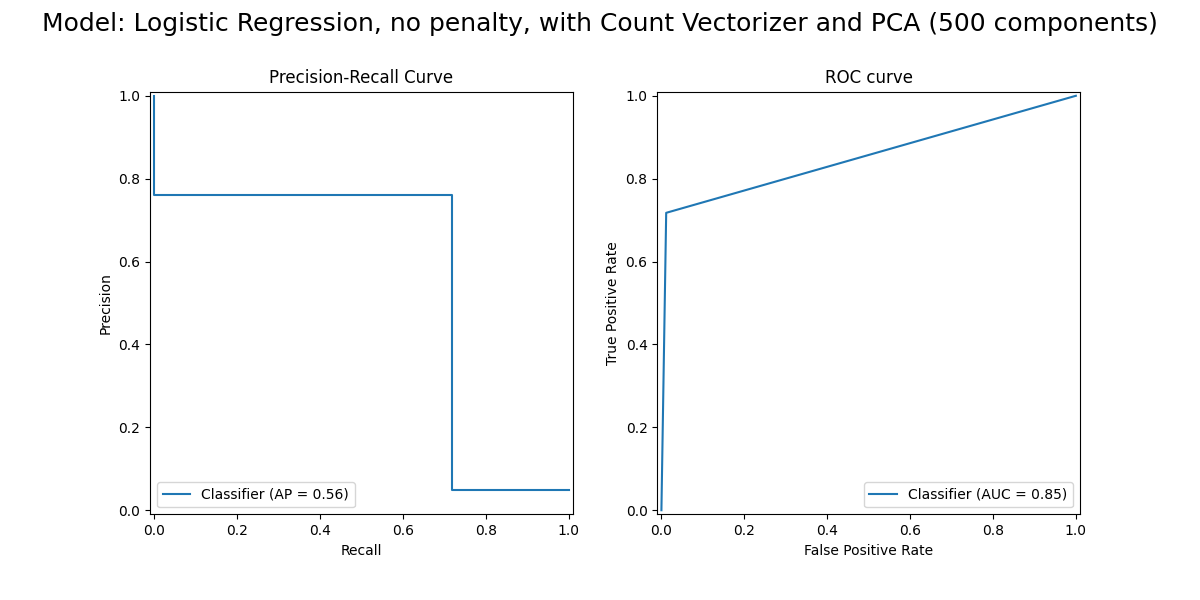 Model: Logistic Regression, no penalty, with Count Vectorizer and PCA (500 components)
Precision-Recall Curve
1.0
0.8
0.6
0.4
0.2
0.0
Precision
Classifier (AP = 0.56)
0.0 0.2 0.4 0.6 0.8 1.0
Recall
ROC curve
1.0
0.8
0.6
0.4
0.2
0.0
True Positive Rate
Classifier (AUC = 0.85)
0.0 0.2 0.4 0.6 0.8 1.0
False Positive Rate